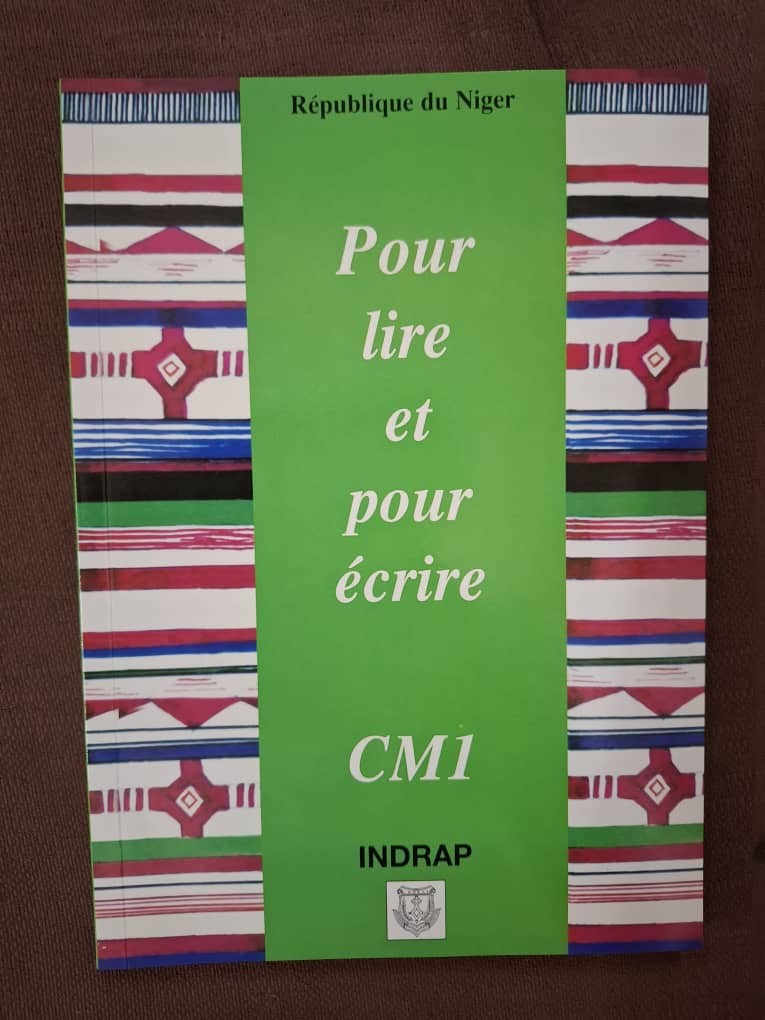 République du Niger
Pour
lire
et
pour
écrire
CM1
INDRAP